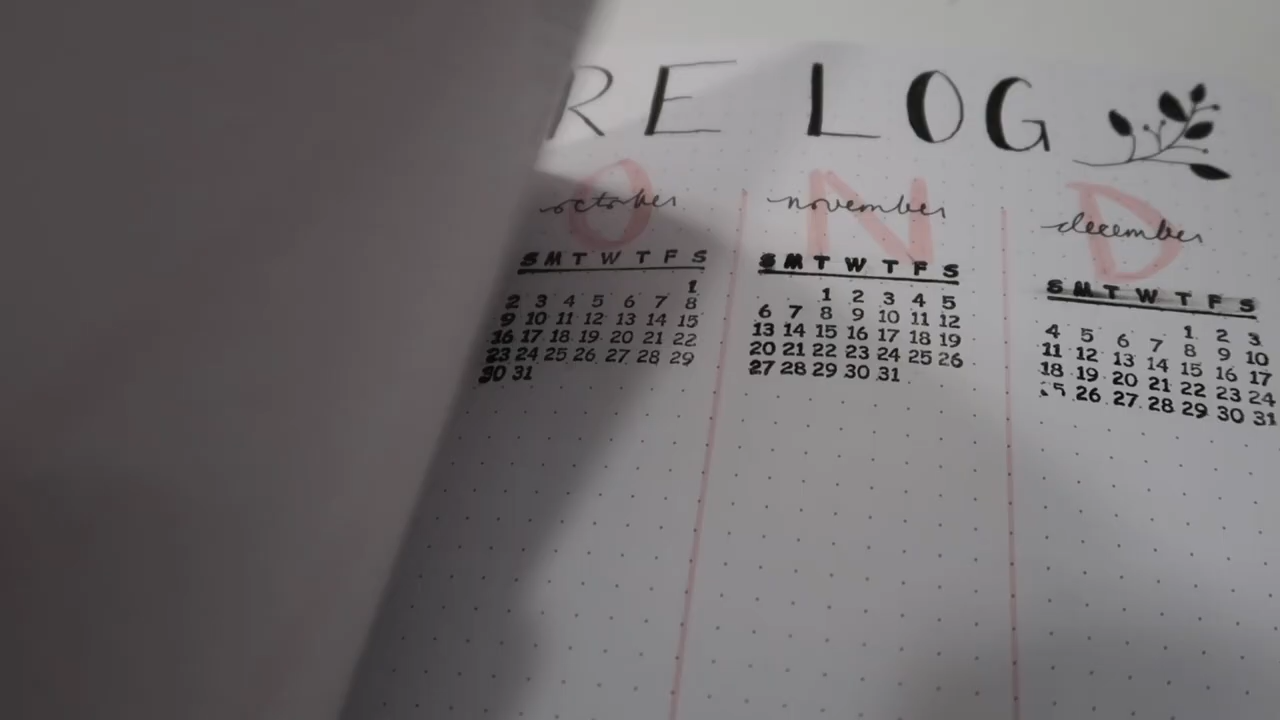 RE LOG
O
october
S M T W T F S
1
2 3 4 5 6 7 8
9 10 11 12 13 14 15
16 17 18 19 20 21 22
23 24 25 26 27 28 29
30 31
N
november
S M T W T F S
1 2 3 4 5
6 7 8 9 10 11 12
13 14 15 16 17 18 19
20 21 22 23 24 25 26
27 28 29 30 31
D
december
S M T W T F S
1 2 3
4 5 6 7 8 9 10
11 12 13 14 15 16 17
18 19 20 21 22 23 24
25 26 27 28 29 30 31